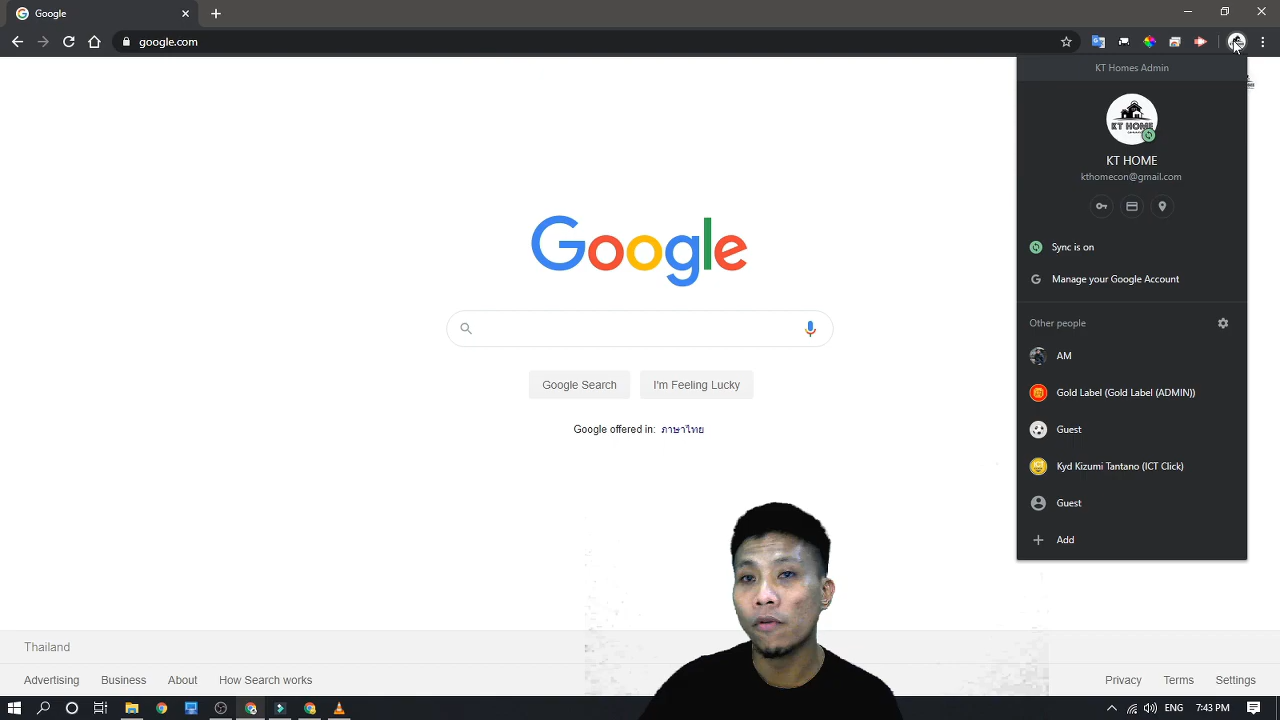 Google
google.com
KT Homes Admin
KT HOME
KT HOME
kthomecon@gmail.com
Sync is on
Manage your Google Account
Other people
AM
Gold Label (Gold Label (ADMIN))
Guest
Kyd Kizumi Tantano (ICT Click)
Guest
Add
Google
Google Search
I'm Feeling Lucky
Google offered in: ภาษาไทย
Thailand
Advertising Business About How Search works
Privacy Terms Settings
ENG 7:43 PM